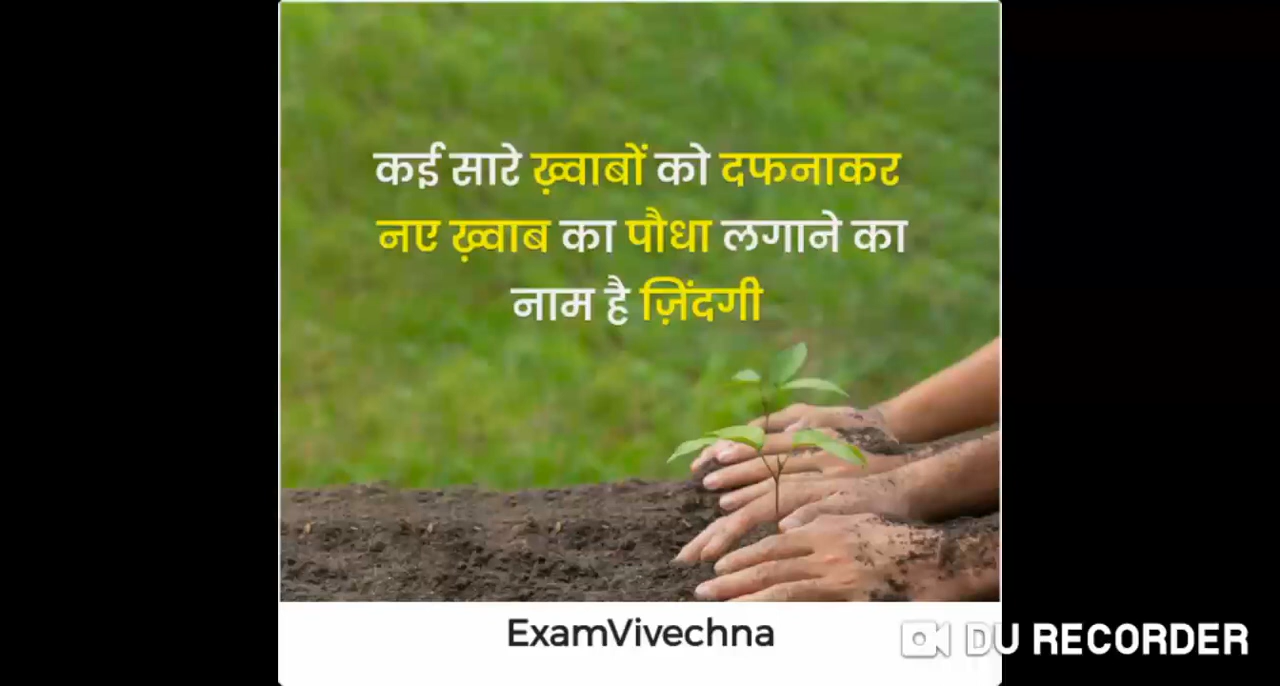 कई सारे ख़्वाबों को दफनाकर
नए ख़्वाब का पौधा लगाने का
नाम है ज़िंदगी
ExamVivechna
DU RECORDER